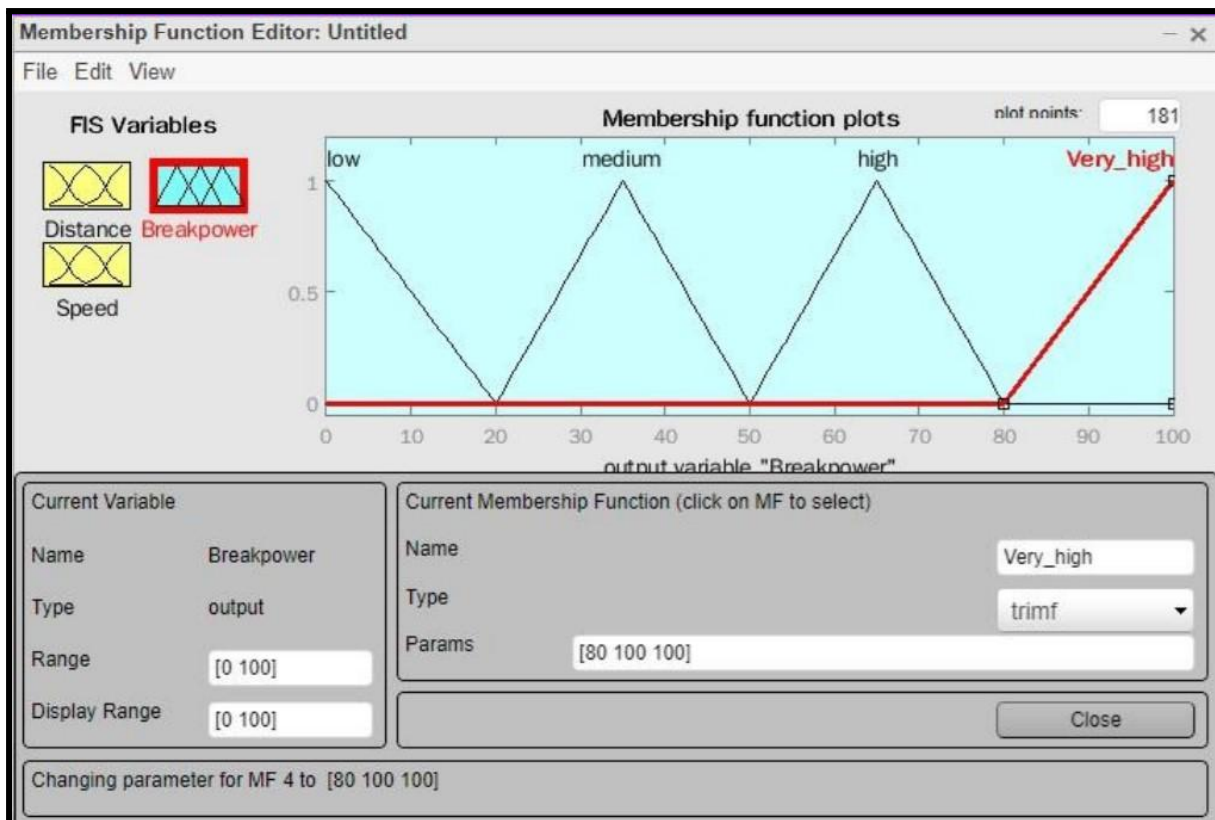 Membership Function Editor: Untitled
File Edit View
FIS Variables
Distance Breakpower
Speed
Membership function plots
plot points: 181
low medium high Very_high
1
0.5
0
0 10 20 30 40 50 60 70 80 90 100
output variable "Breakpower"
Current Variable
Name Breakpower
Type output
Range [0 100]
Display Range [0 100]
Current Membership Function (click on MF to select)
Name Very_high
Type trimf
Params [80 100 100]
Close
Changing parameter for MF 4 to [80 100 100]